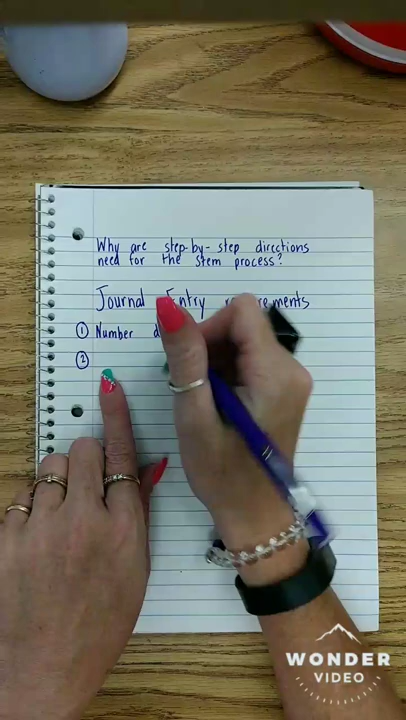 Why are step-by-step directions
need for the stem process?
Journal Entry requirements
① Number
②
WONDER
VIDEO